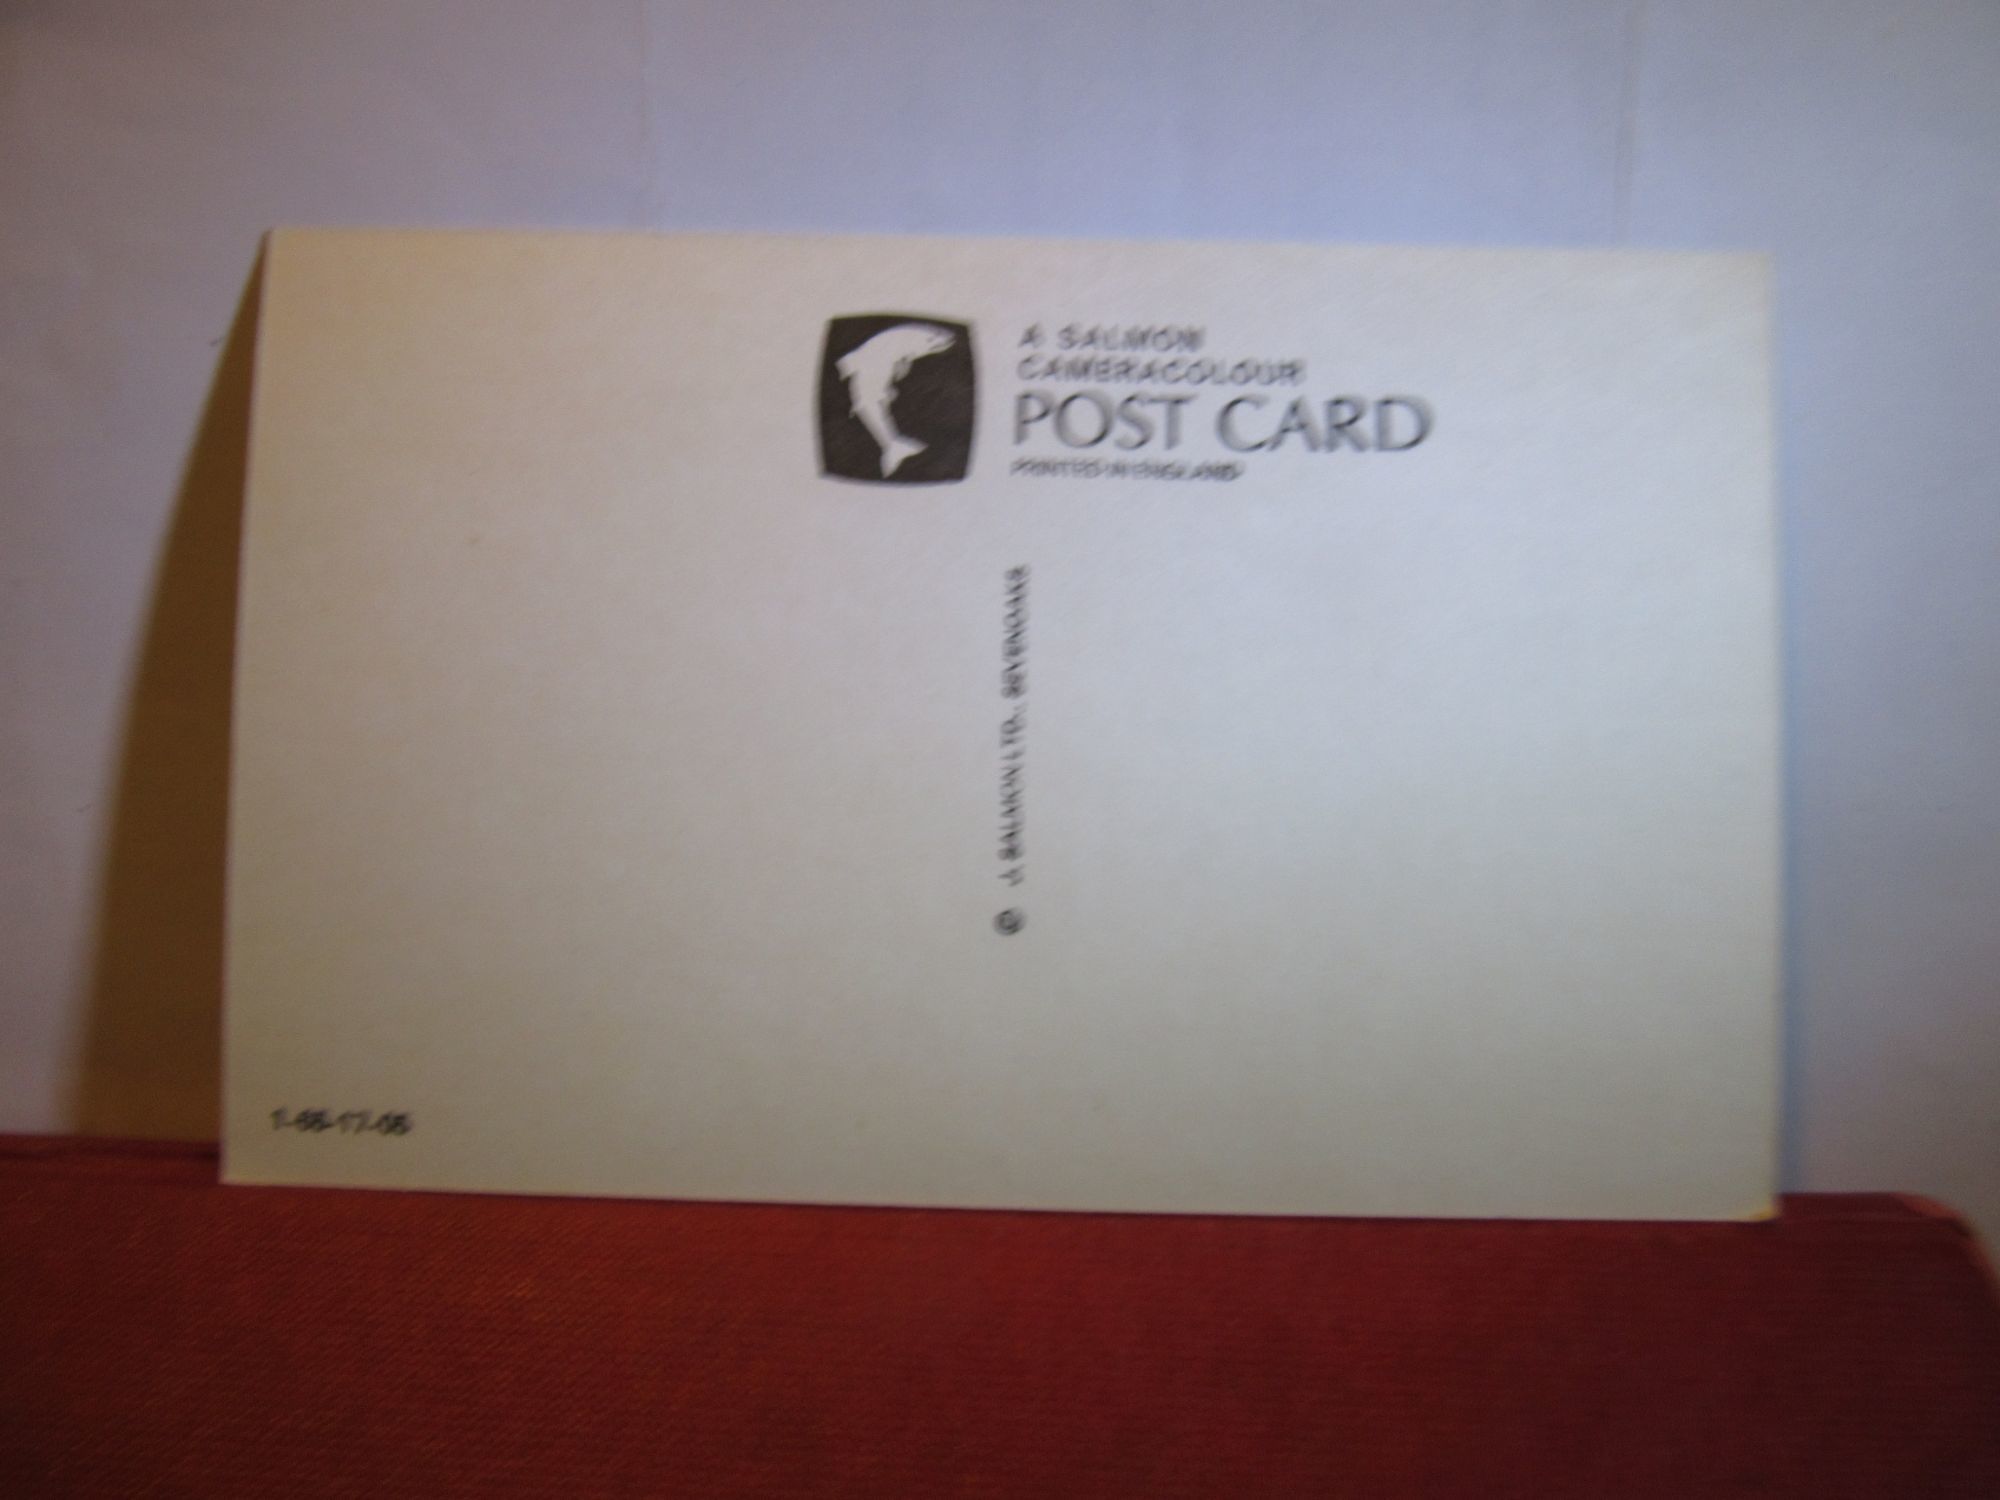 A SALMON
CAMERACOLOUR
POST CARD
PRINTED IN ENGLAND
© J. SALMON LTD., SEVENOAKS